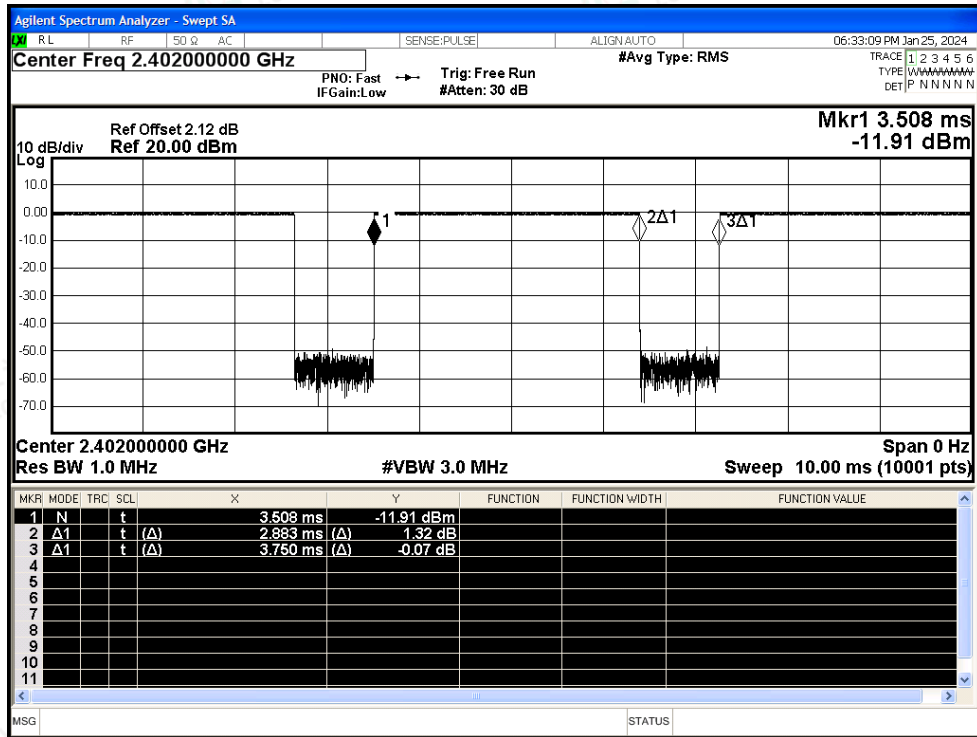 Agilent Spectrum Analyzer - Swept SA
LXI RL RF 50 Ω AC SENSE:PULSE ALIGN AUTO 06:33:09 PM Jan 25, 2024
Center Freq 2.402000000 GHz #Avg Type: RMS TRACE 1 2 3 4 5 6
PNO: Fast Trig: Free Run TYPE WWWWWW
IFGain:Low #Atten: 30 dB DET P N N N N N
Mkr1 3.508 ms
Ref Offset 2.12 dB
10 dB/div Ref 20.00 dBm -11.91 dBm
Log
10.0
0.00
1 2Δ1 3Δ1
-10.0
-20.0
-30.0
-40.0
-50.0
-60.0
-70.0
Center 2.402000000 GHz Span 0 Hz
Res BW 1.0 MHz #VBW 3.0 MHz Sweep 10.00 ms (10001 pts)
MKR MODE TRC SCL X Y FUNCTION FUNCTION WIDTH FUNCTION VALUE
1 N t 3.508 ms -11.91 dBm
2 Δ1 t (Δ) 2.883 ms (Δ) 1.32 dB
3 Δ1 t (Δ) 3.750 ms (Δ) -0.07 dB
4
5
6
7
8
9
10
11
MSG STATUS